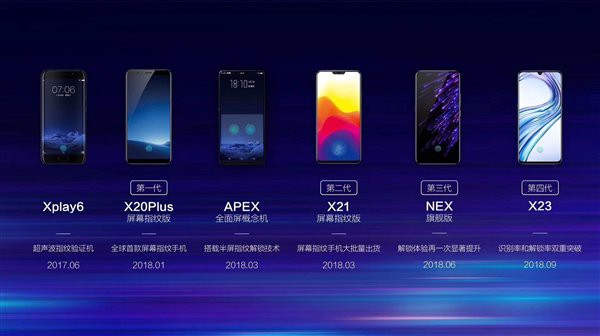 07:06
18:10
第一代
第二代
第三代
第四代
Xplay6
X20Plus
屏幕指纹版
APEX
全面屏概念机
X21
屏幕指纹版
NEX
旗舰版
X23
超声波指纹验证机
2017.06
全球首款屏幕指纹手机
2018.01
搭载半屏指纹解锁技术
2018.03
屏幕指纹手机大批量出货
2018.03
解锁体验再一次显著提升
2018.06
识别率和解锁率双重突破
2018.09